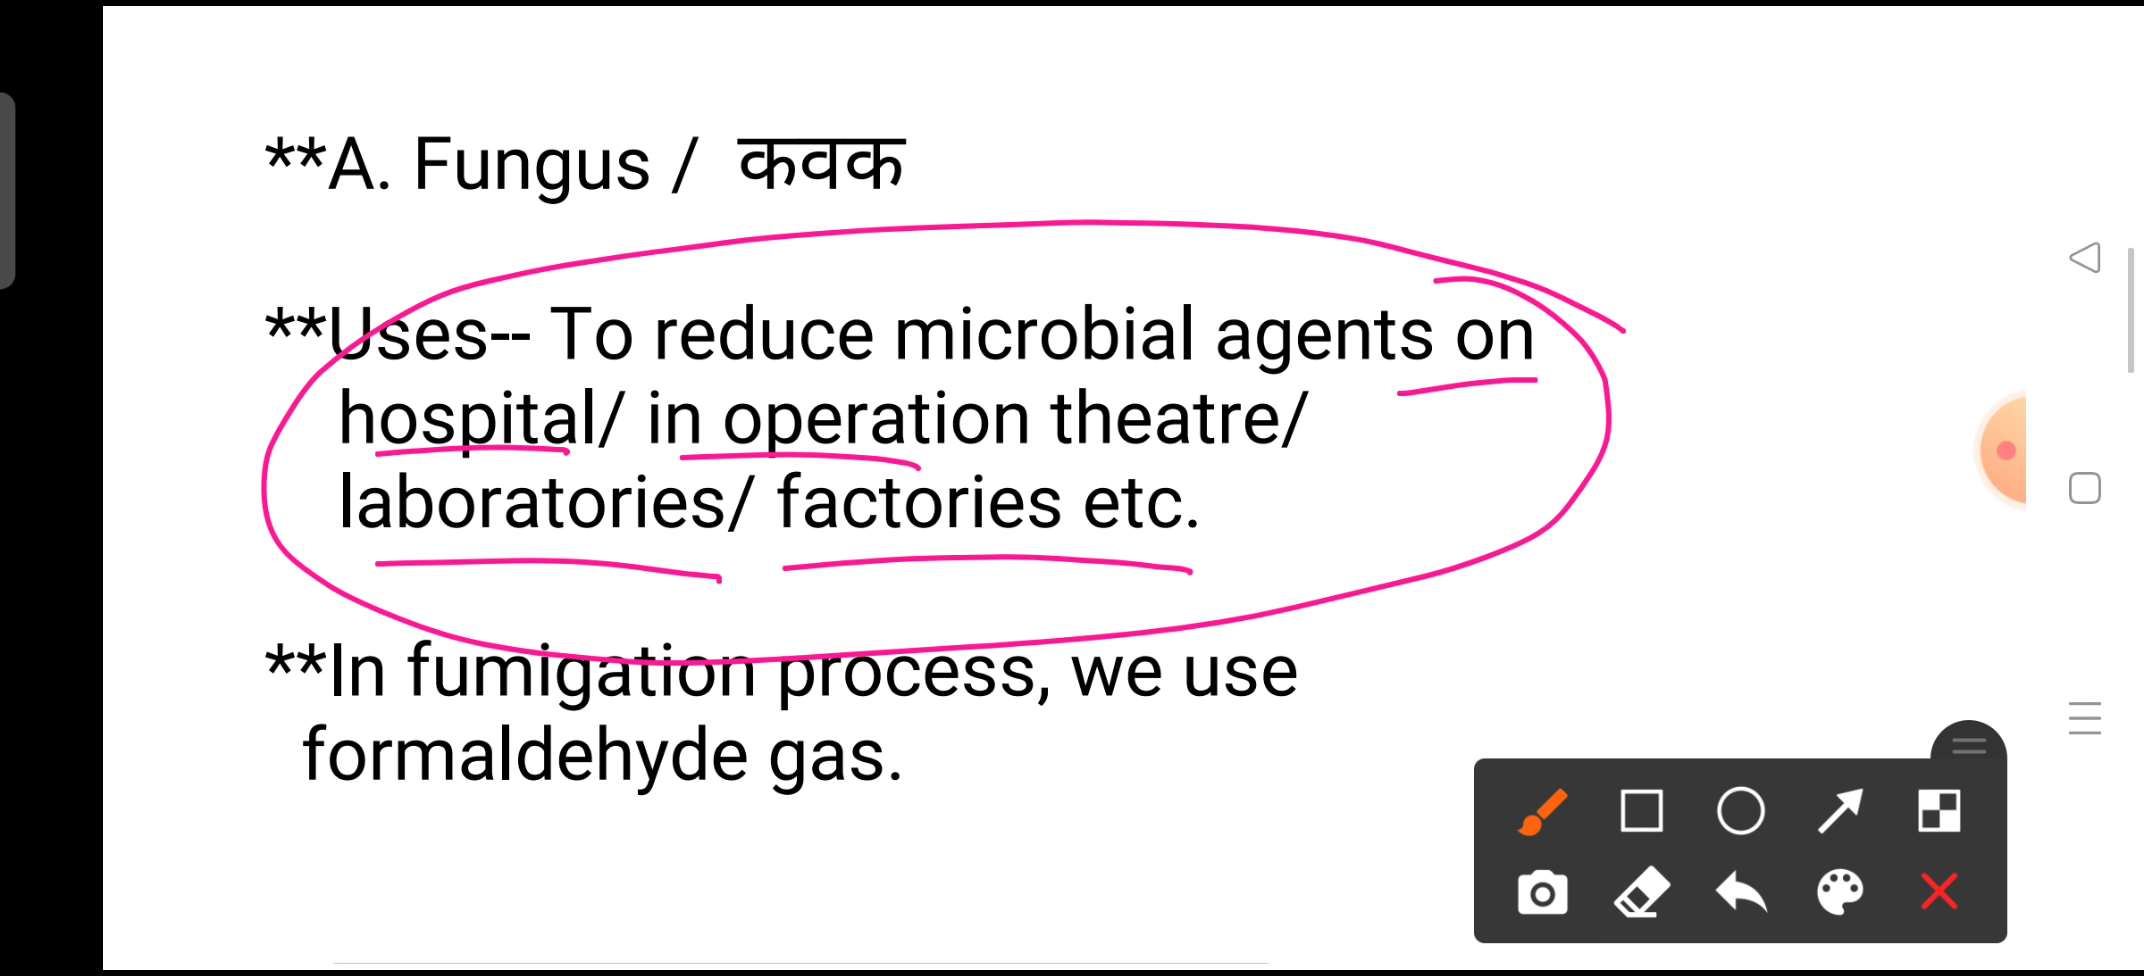 **A. Fungus / कवक
**Uses-- To reduce microbial agents on
hospital/ in operation theatre/
laboratories/ factories etc.
**In fumigation process, we use
formaldehyde gas.